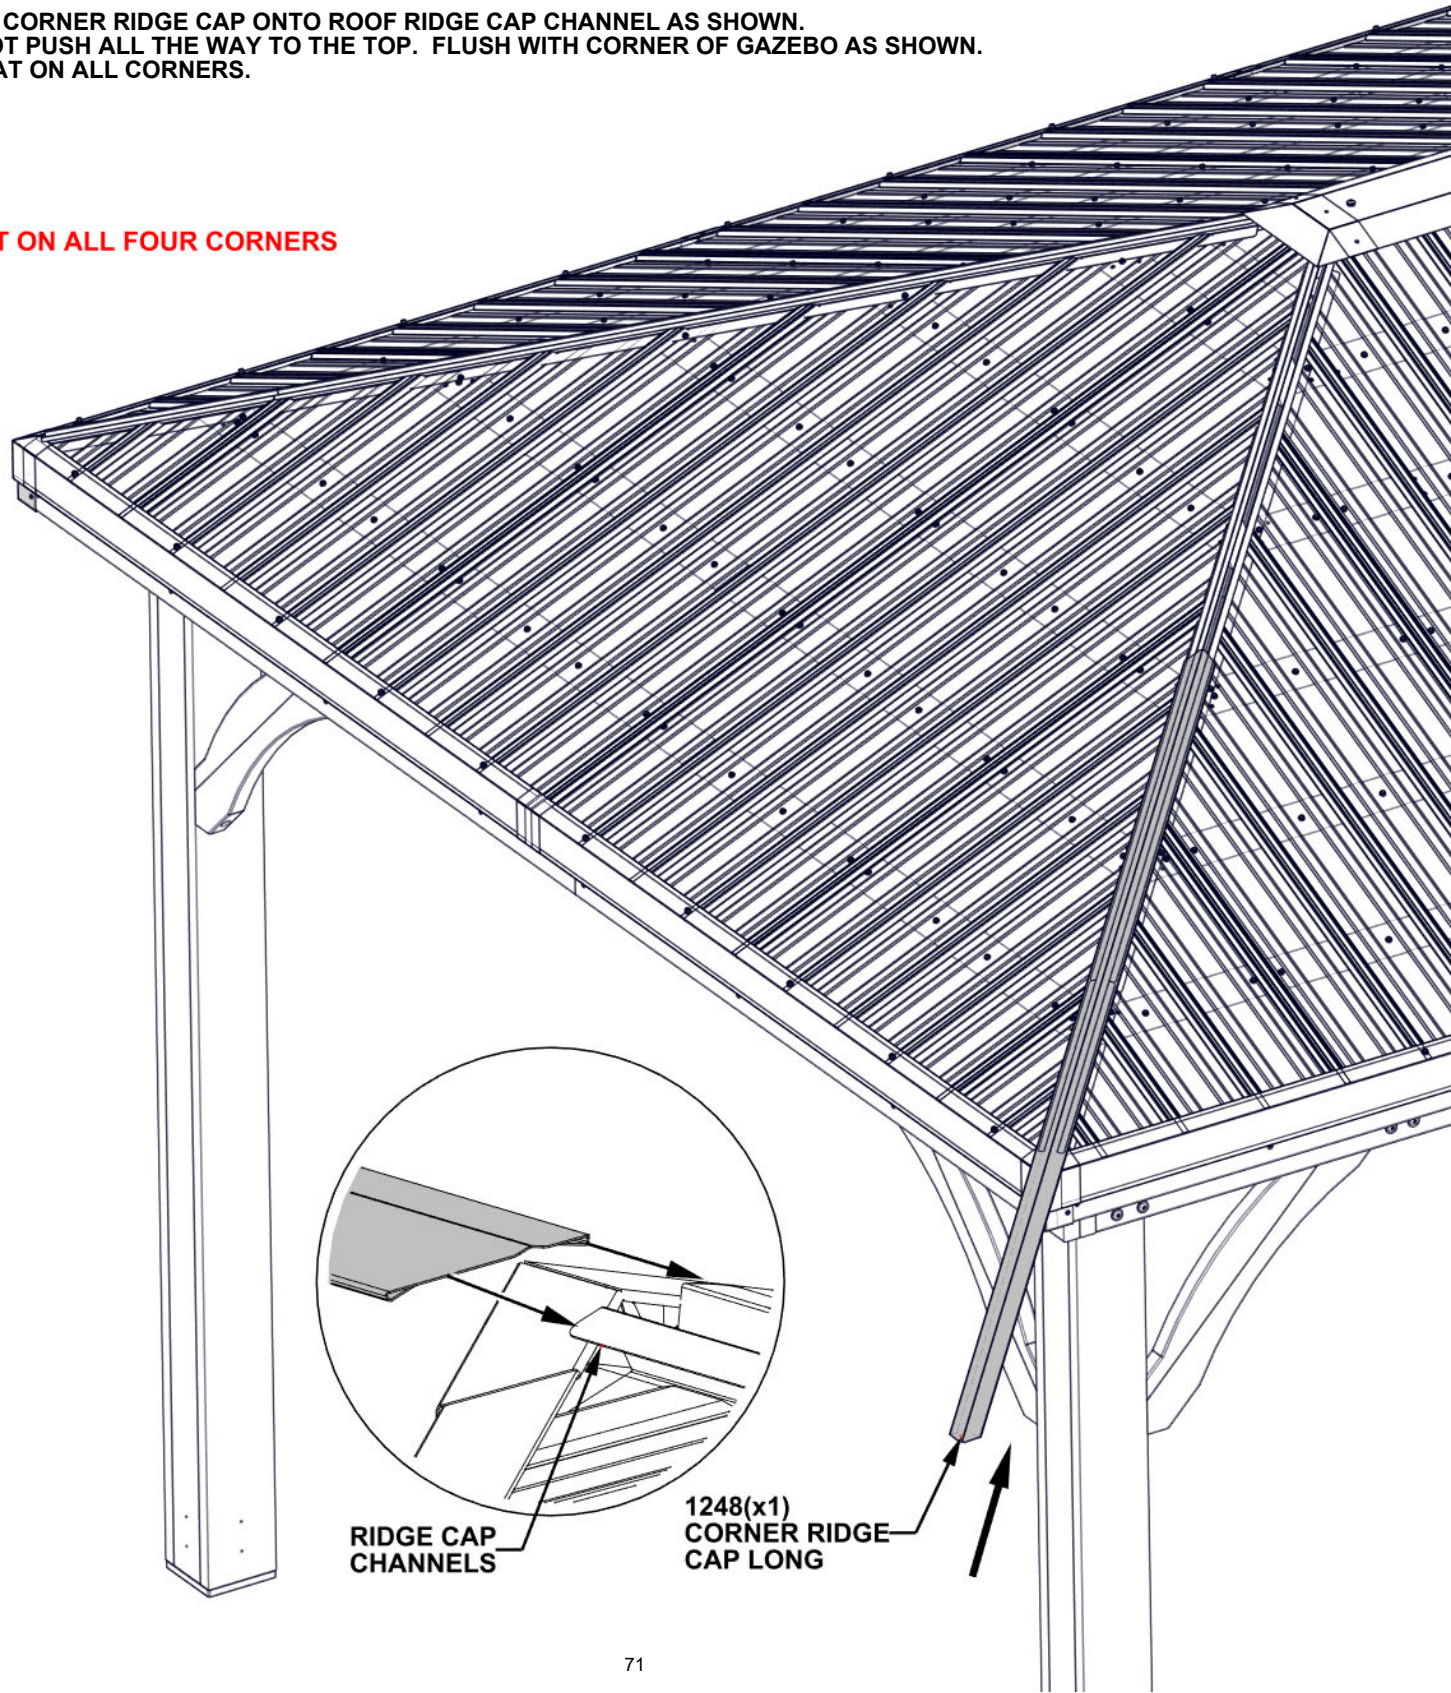 CORNER RIDGE CAP ONTO ROOF RIDGE CAP CHANNEL AS SHOWN.
PUSH ALL THE WAY TO THE TOP.  FLUSH WITH CORNER OF GAZEBO AS SHOWN.
ON ALL CORNERS.
ON ALL FOUR CORNERS
RIDGE CAP
CHANNELS
1248(x1)
CORNER RIDGE
CAP LONG
71